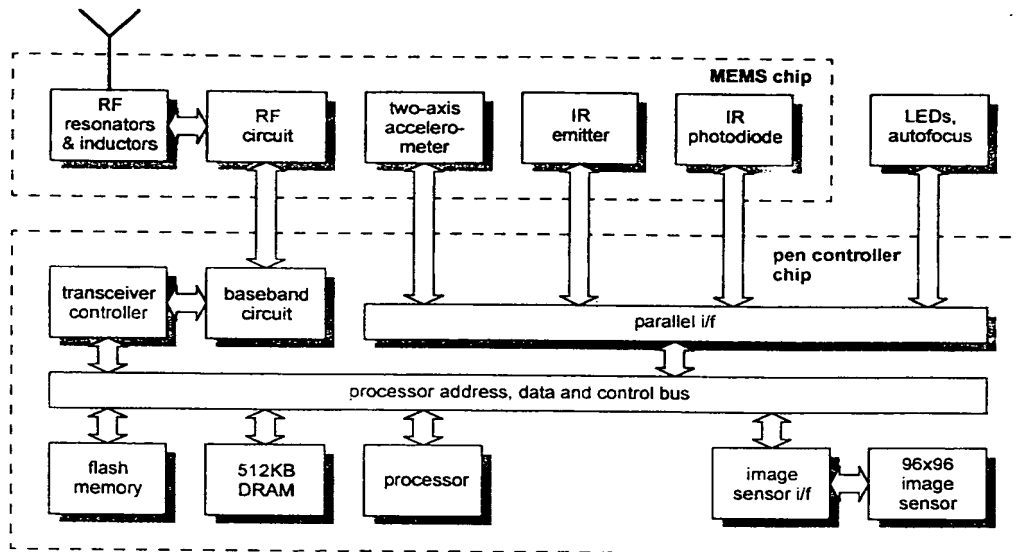 MEMS chip
RF
resonators
& inductors
RF
circuit
two-axis
accelero-
meter
IR
emitter
IR
photodiode
LEDs,
autofocus
pen controller
chip
transceiver
controller
baseband
circuit
parallel i/f
processor address, data and control bus
flash
memory
512KB
DRAM
processor
image
sensor i/f
96x96
image
sensor